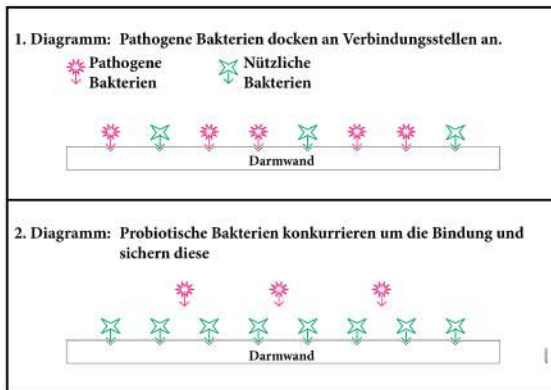 1. Diagramm: Pathogene Bakterien docken an Verbindungsstellen an.
Pathogene Bakterien
Nützliche Bakterien
Darmwand
2. Diagramm: Probiotische Bakterien konkurrieren um die Bindung und
sichern diese
Darmwand